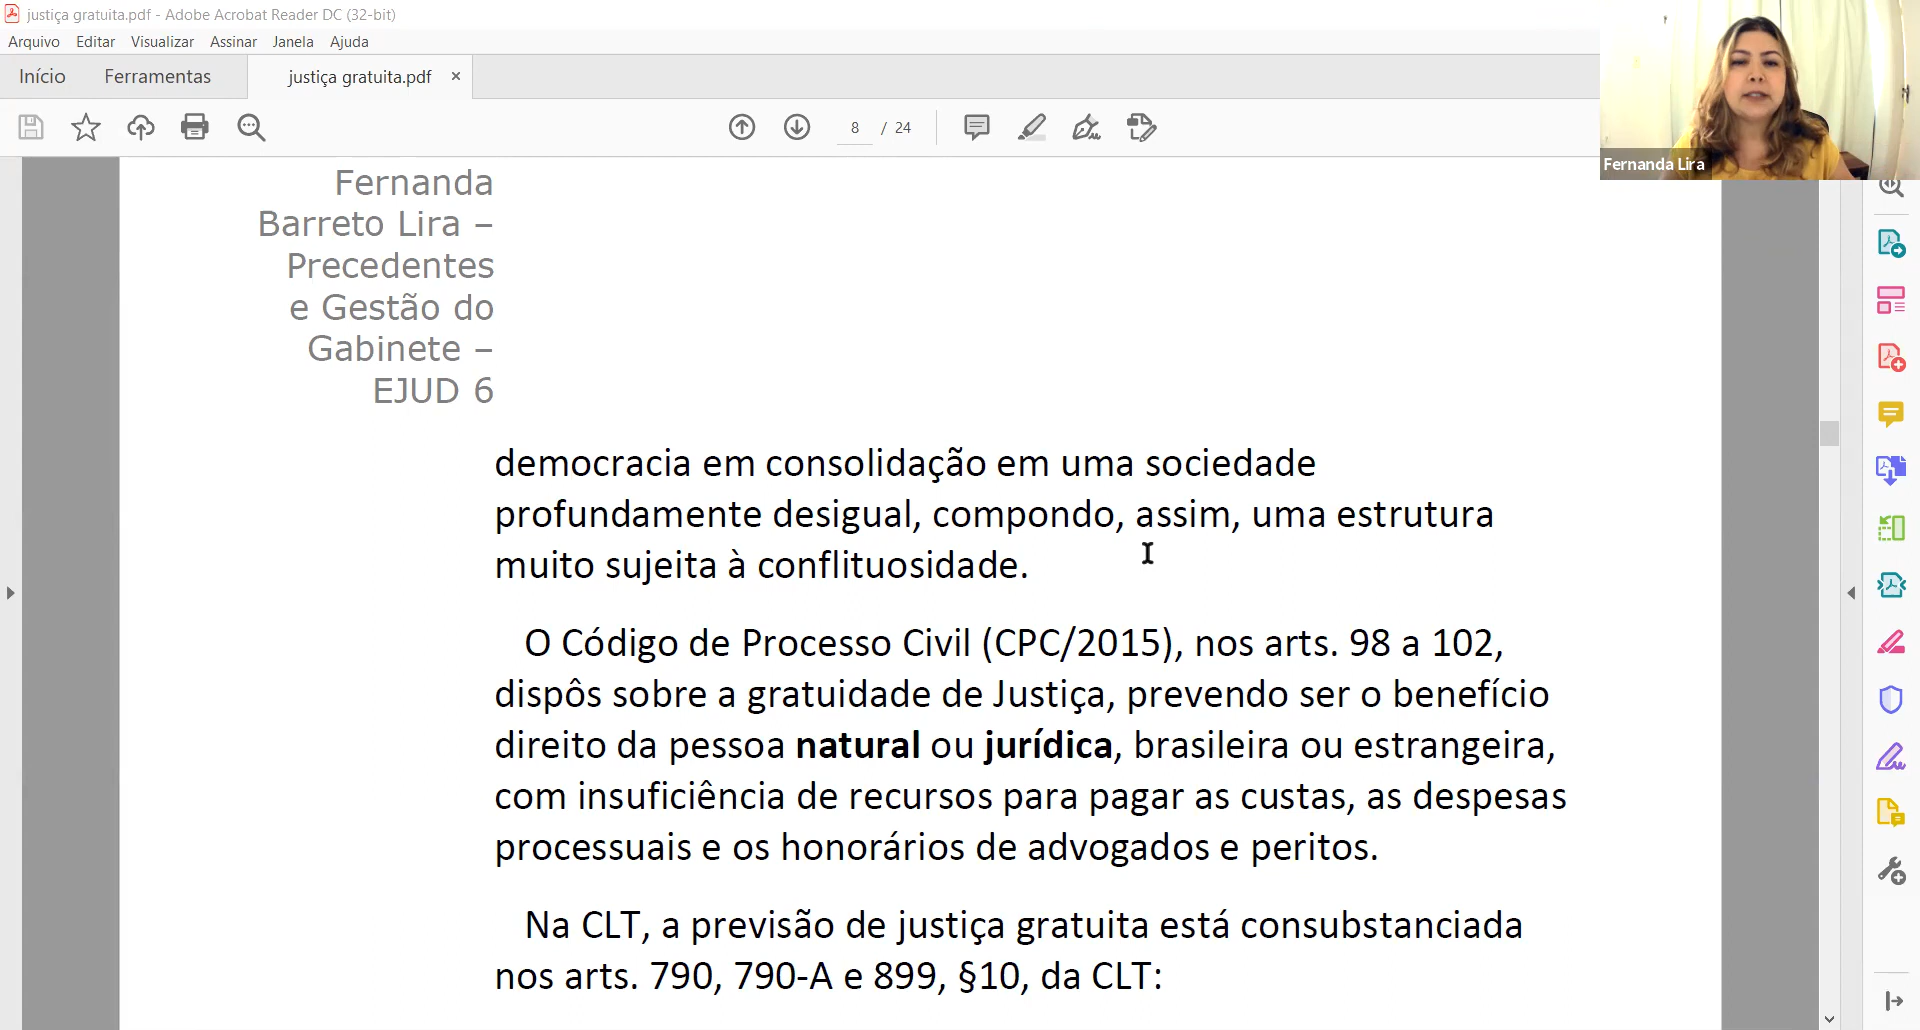 justiça gratuita.pdf - Adobe Acrobat Reader DC (32-bit)
Arquivo Editar Visualizar Assinar Janela Ajuda
Início Ferramentas justiça gratuita.pdf ×
8 / 24
Fernanda Lira
Fernanda
Barreto Lira –
Precedentes
e Gestão do
Gabinete –
EJUD 6
democracia em consolidação em uma sociedade
profundamente desigual, compondo, assim, uma estrutura
muito sujeita à conflituosidade.
O Código de Processo Civil (CPC/2015), nos arts. 98 a 102,
dispôs sobre a gratuidade de Justiça, prevendo ser o benefício
direito da pessoa natural ou jurídica, brasileira ou estrangeira,
com insuficiência de recursos para pagar as custas, as despesas
processuais e os honorários de advogados e peritos.
Na CLT, a previsão de justiça gratuita está consubstanciada
nos arts. 790, 790-A e 899, §10, da CLT: